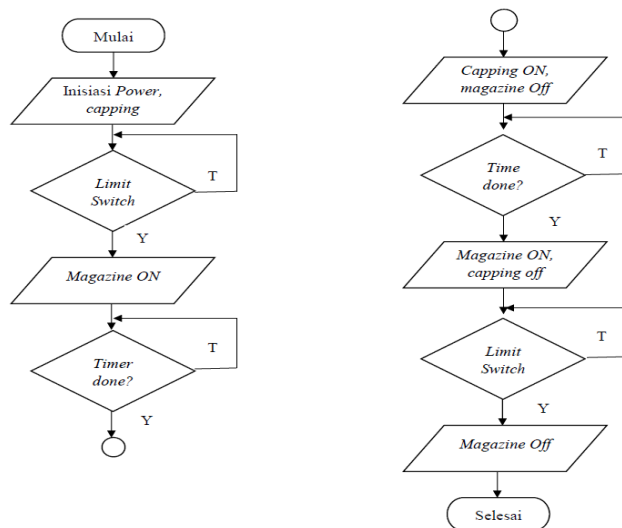 Mulai
Inisiasi Power,
capping
Limit
Switch
T
Y
Magazine ON
Timer
done?
T
Y
Capping ON,
magazine Off
Time
done?
T
Y
Magazine ON,
capping off
Limit
Switch
T
Y
Magazine Off
Selesai